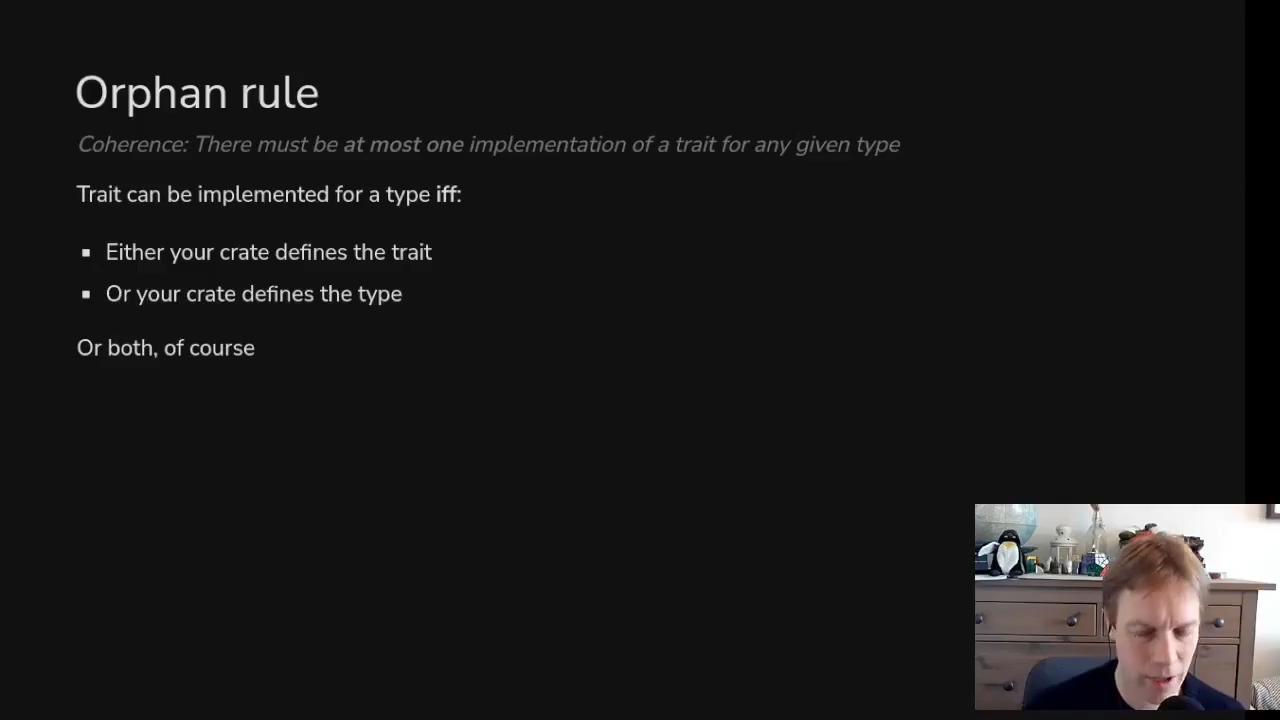 Orphan rule
Coherence: There must be at most one implementation of a trait for any given type
Trait can be implemented for a type iff:
▪ Either your crate defines the trait
▪ Or your crate defines the type
Or both, of course